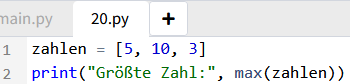 main.py 20.py +
1 zahlen = [5, 10, 3]
2 print("Größte Zahl:", max(zahlen))